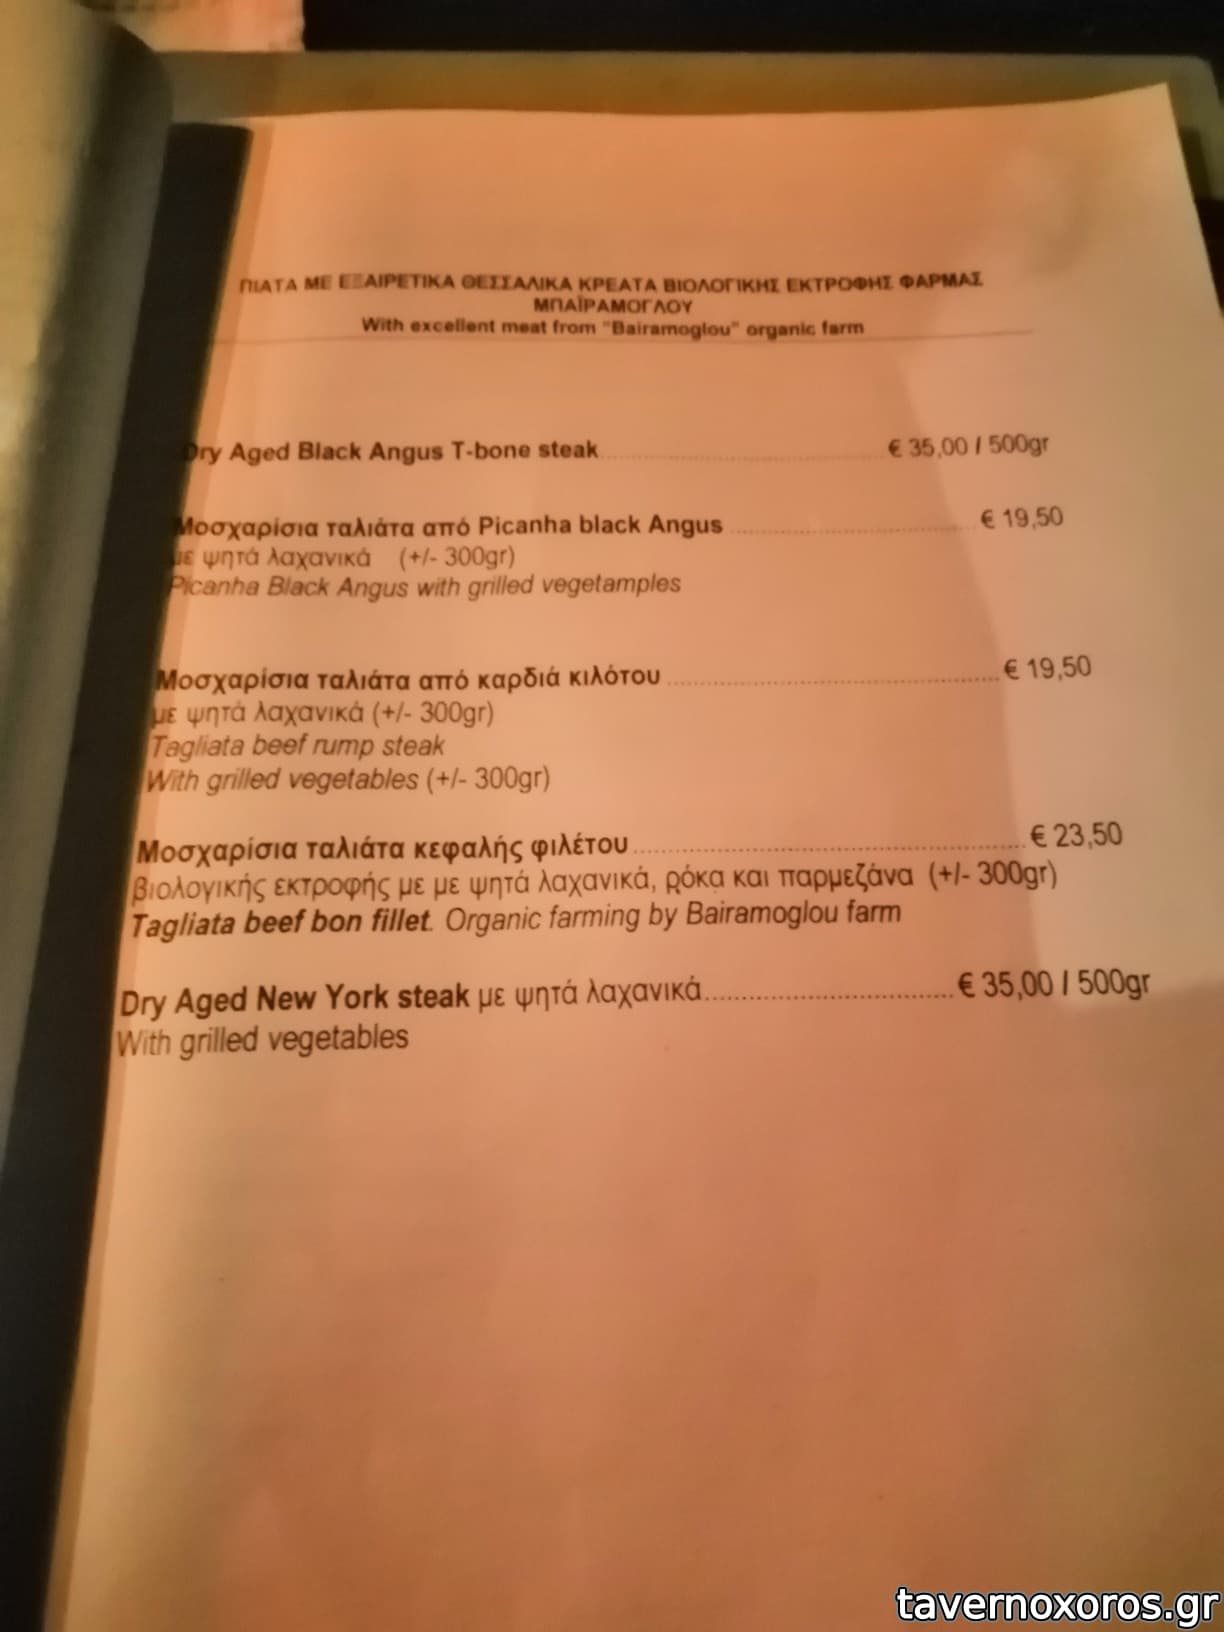 ΠΙΑΤΑ ΜΕ ΕΞΑΙΡΕΤΙΚΑ ΘΕΣΣΑΛΙΚΑ ΚΡΕΑΤΑ ΒΙΟΛΟΓΙΚΗΣ ΕΚΤΡΟΦΗΣ ΦΑΡΜΑΣ
ΜΠΑΪΡΑΜΟΓΛΟΥ
With excellent meat from "Bairamoglou" organic farm
Dry Aged Black Angus T-bone steak.......................................€ 35,00 / 500gr
Μοσχαρίσια ταλιάτα από Picanha black Angus ...................................€ 19,50
με ψητά λαχανικά (+/- 300gr)
Picanha Black Angus with grilled vegetamples
Μοσχαρίσια ταλιάτα από καρδιά κιλότου ................................................€ 19,50
με ψητά λαχανικά (+/- 300gr)
Tagliata beef rump steak
With grilled vegetables (+/- 300gr)
Μοσχαρίσια ταλιάτα κεφαλής φιλέτου......................................................€ 23,50
βιολογικής εκτροφής με με ψητά λαχανικά, ρόκα και παρμεζάνα (+/- 300gr)
Tagliata beef bon fillet. Organic farming by Bairamoglou farm
Dry Aged New York steak με ψητά λαχανικά.................................€ 35,00 / 500gr
With grilled vegetables
tavernoxoros.gr